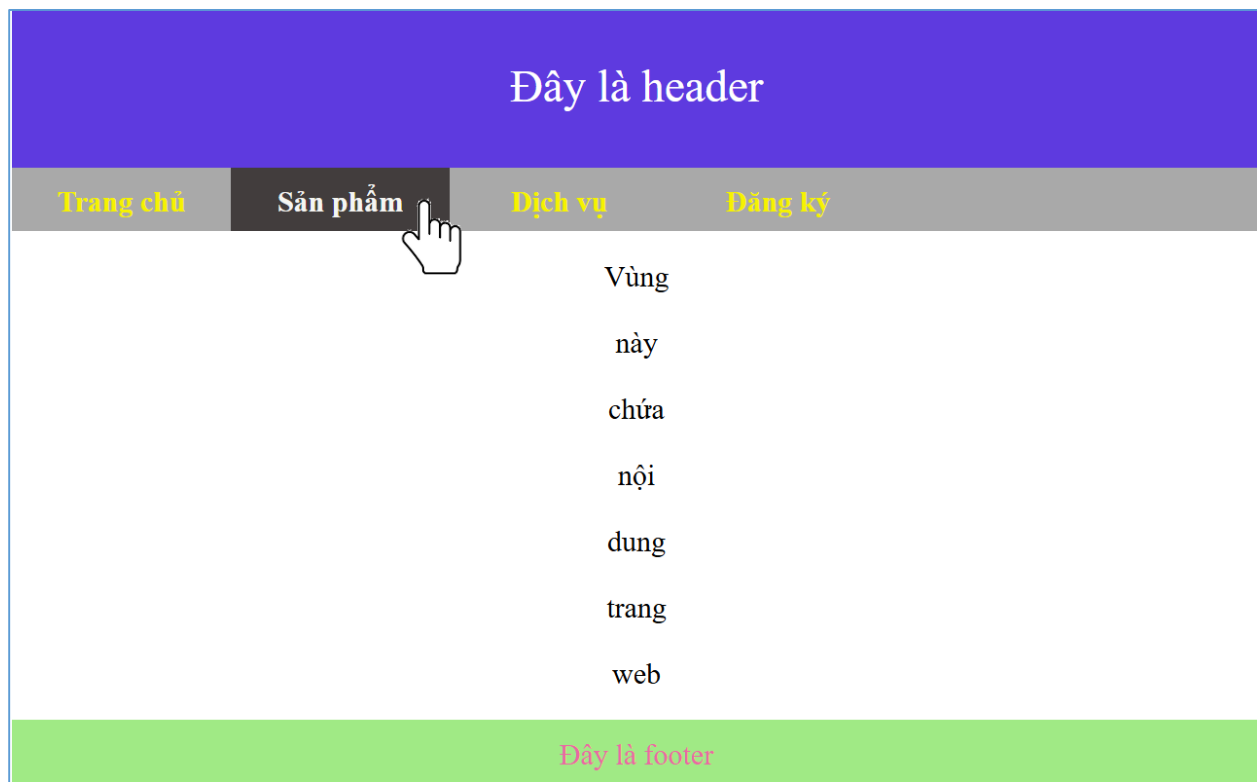 Đây là header
Trang chủ Sản phẩm Dịch vụ Đăng ký
Vùng
này
chứa
nội
dung
trang
web
Đây là footer